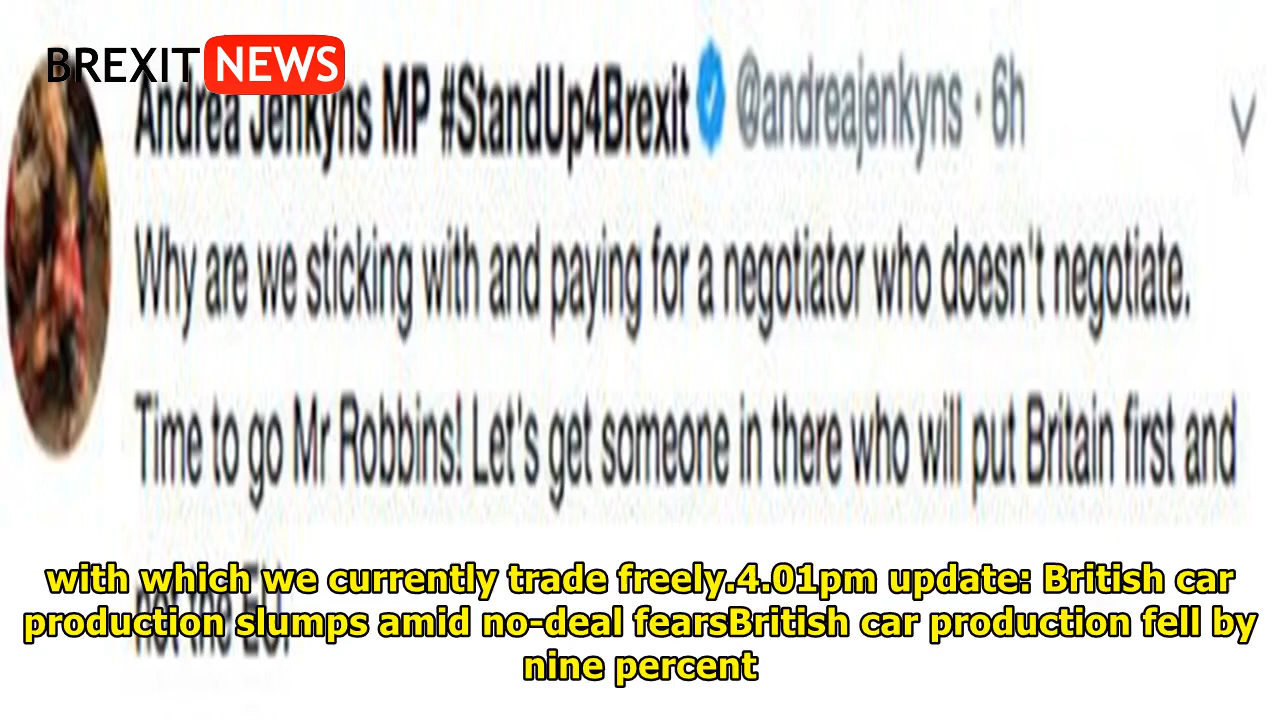 BREXIT NEWS
Andrea Jenkyns MP #StandUp4Brexit @andreajenkyns · 6h
Why are we sticking with and paying for a negotiator who doesn't negotiate.
Time to go Mr Robbins! Let's get someone in there who will put Britain first and
not the EU.
with which we currently trade freely.4.01pm update: British car
production slumps amid no-deal fearsBritish car production fell by
nine percent